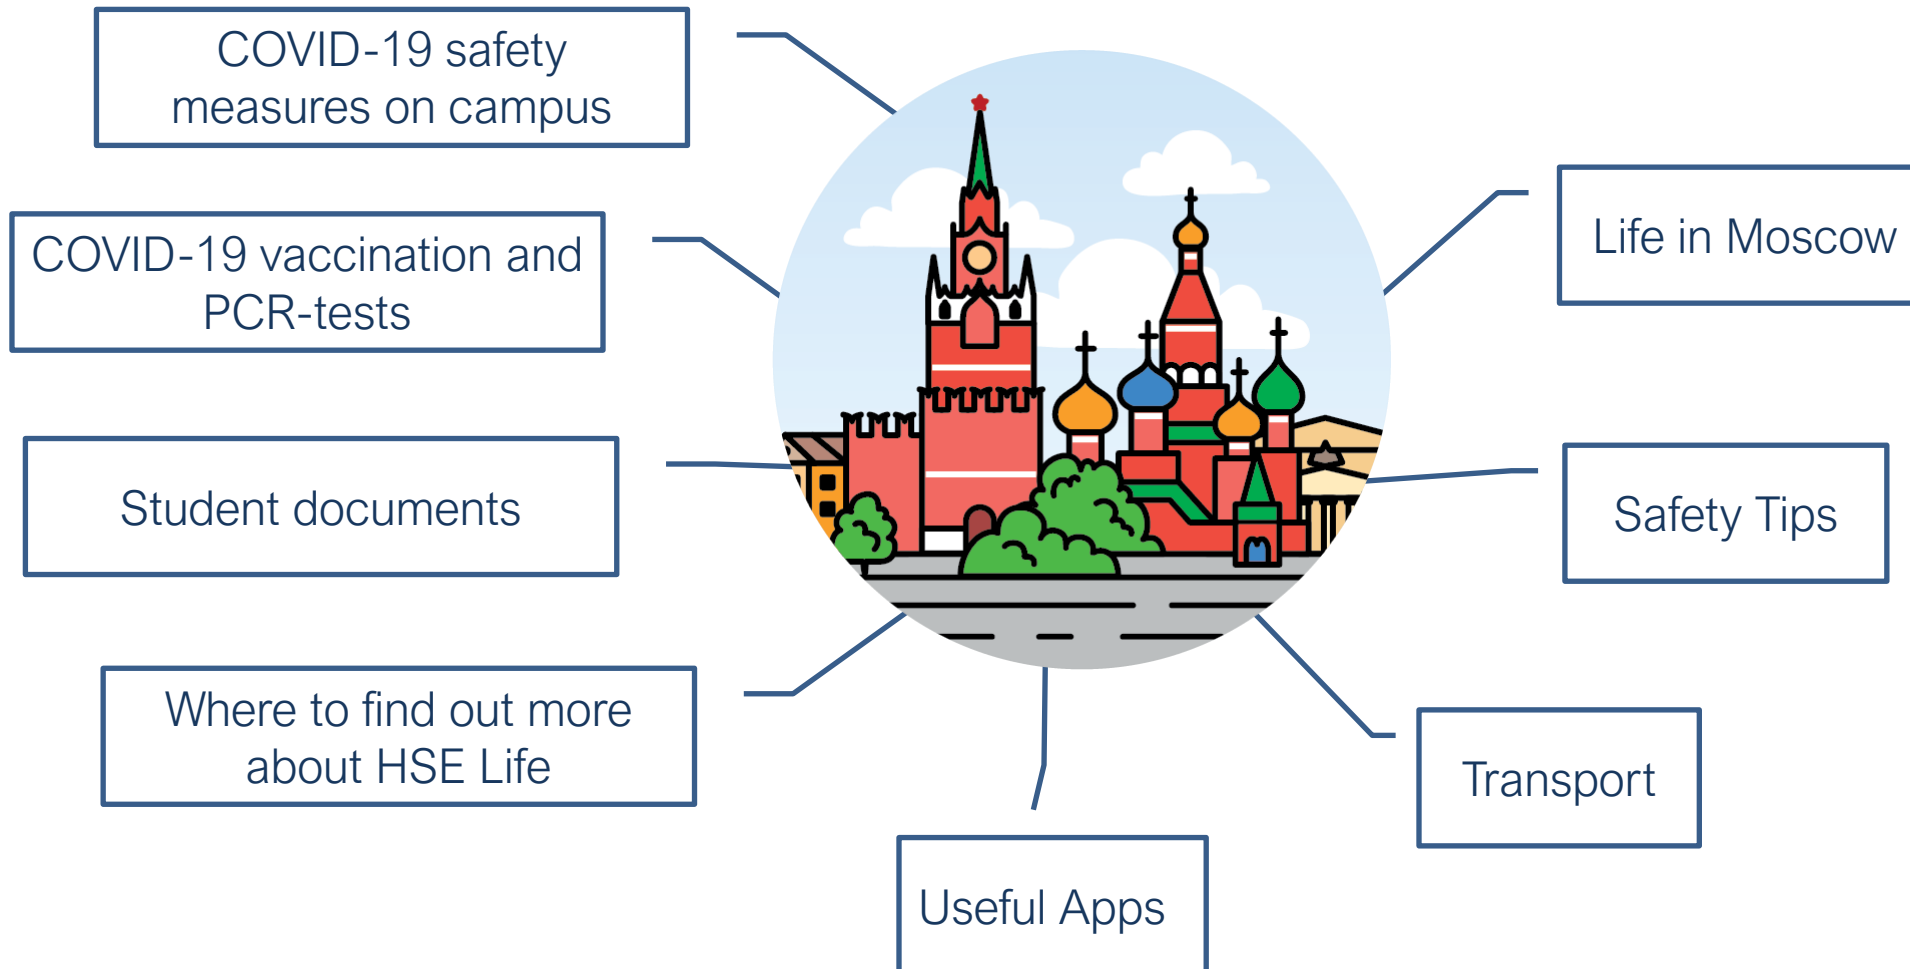 COVID-19 safety
measures on campus
COVID-19 vaccination and
PCR-tests
Student documents
Where to find out more
about HSE Life
Useful Apps
Transport
Safety Tips
Life in Moscow